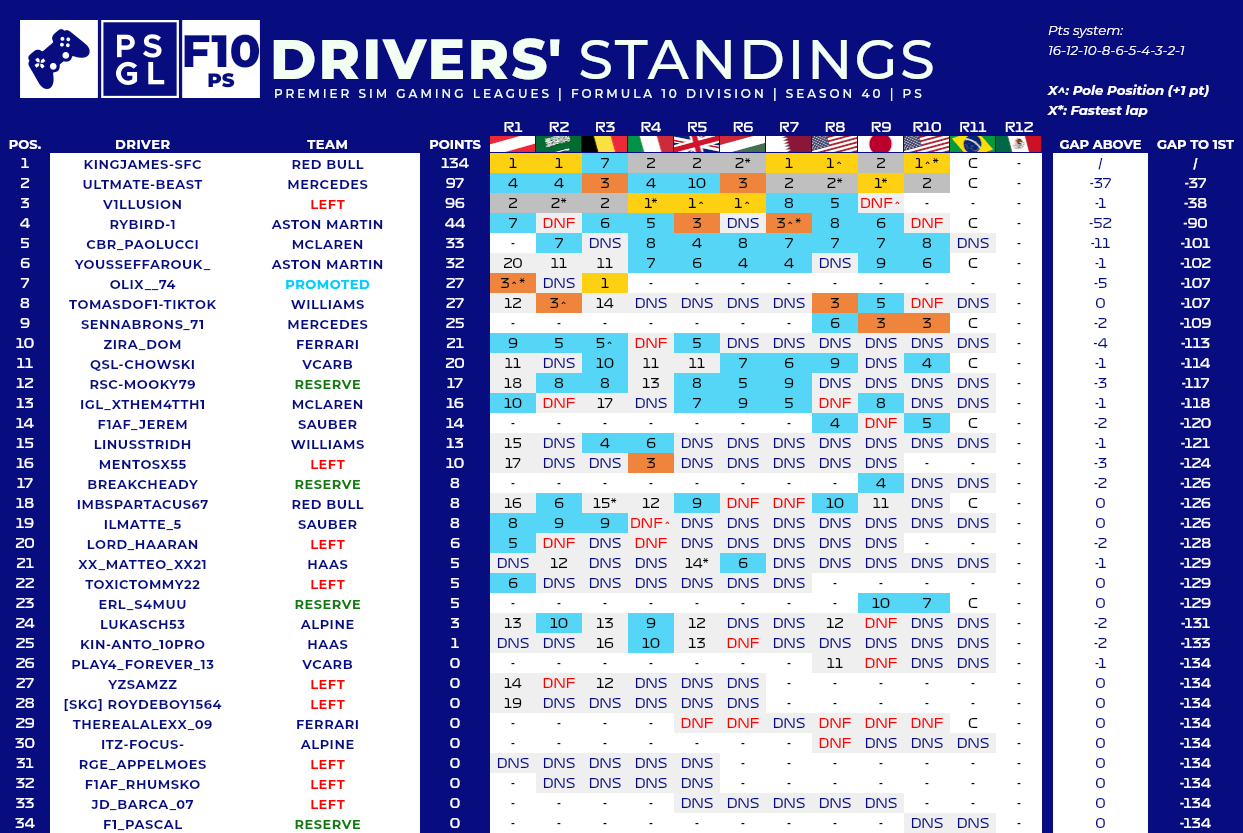 PS
GL
F10
PS
DRIVERS' STANDINGS
PREMIER SIM GAMING LEAGUES | FORMULA 10 DIVISION | SEASON 40 | PS
Pts system:
16-12-10-8-6-5-4-3-2-1
X^: Pole Position (+1 pt)
X*: Fastest lap
R1 R2 R3 R4 R5 R6 R7 R8 R9 R10 R11 R12
POS. DRIVER TEAM POINTS GAP ABOVE GAP TO 1ST
1 KINGJAMES-SFC RED BULL 134 1 1 7 2 2 2* 1 1^ 2 1^* C - / /
2 ULTMATE-BEAST MERCEDES 97 4 4 3 4 10 3 2 2* 1* 2 C - -37 -37
3 V1LLUSION LEFT 96 2 2* 2 1* 1^ 1^ 8 5 DNF^ - - - -1 -38
4 RYBIRD-1 ASTON MARTIN 44 7 DNF 6 5 3 DNS 3^* 8 6 DNF C - -52 -90
5 CBR_PAOLUCCI MCLAREN 33 - 7 DNS 8 4 8 7 7 7 8 DNS - -11 -101
6 YOUSSEFFAROUK_ ASTON MARTIN 32 20 11 11 7 6 4 4 DNS 9 6 C - -1 -102
7 OLIX__74 PROMOTED 27 3^* DNS 1 - - - - - - - - - -5 -107
8 TOMASDOF1-TIKTOK WILLIAMS 27 12 3^ 14 DNS DNS DNS DNS 3 5 DNF DNS - 0 -107
9 SENNABRONS_71 MERCEDES 25 - - - - - - - 6 3 3 C - -2 -109
10 ZIRA_DOM FERRARI 21 9 5 5^ DNF 5 DNS DNS DNS DNS DNS DNS - -4 -113
11 QSL-CHOWSKI VCARB 20 11 DNS 10 11 11 7 6 9 DNS 4 C - -1 -114
12 RSC-MOOKY79 RESERVE 17 18 8 8 13 8 5 9 DNS DNS DNS DNS - -3 -117
13 IGL_XTHEM4TTH1 MCLAREN 16 10 DNF 17 DNS 7 9 5 DNF 8 DNS DNS - -1 -118
14 F1AF_JEREM SAUBER 14 - - - - - - - 4 DNF 5 C - -2 -120
15 LINUSSTRIDH WILLIAMS 13 15 DNS 4 6 DNS DNS DNS DNS DNS DNS DNS - -1 -121
16 MENTOSX55 LEFT 10 17 DNS DNS 3 DNS DNS DNS DNS DNS - - - -3 -124
17 BREAKCHEADY RESERVE 8 - - - - - - - - 4 DNS DNS - -2 -126
18 IMBSPARTACUS67 RED BULL 8 16 6 15* 12 9 DNF DNF 10 11 DNS C - 0 -126
19 ILMATTE_5 SAUBER 8 8 9 9 DNF^ DNS DNS DNS DNS DNS DNS DNS - 0 -126
20 LORD_HAARAN LEFT 6 5 DNF DNS DNF DNS DNS DNS DNS DNS - - - -2 -128
21 XX_MATTEO_XX21 HAAS 5 DNS 12 DNS DNS 14* 6 DNS DNS DNS DNS DNS - -1 -129
22 TOXICTOMMY22 LEFT 5 6 DNS DNS DNS DNS DNS DNS - - - - - 0 -129
23 ERL_S4MUU RESERVE 5 - - - - - - - - 10 7 C - 0 -129
24 LUKASCH53 ALPINE 3 13 10 13 9 12 DNS DNS 12 DNF DNS DNS - -2 -131
25 KIN-ANTO_10PRO HAAS 1 DNS DNS 16 10 13 DNF DNS DNS DNS DNS DNS - -2 -133
26 PLAY4_FOREVER_13 VCARB 0 - - - - - - - 11 DNF DNS DNS - -1 -134
27 YZSAMZZ LEFT 0 14 DNF 12 DNS DNS DNS - - - - - - 0 -134
28 [SKG] ROYDEBOY1564 LEFT 0 19 DNS DNS DNS DNS DNS - - - - - - 0 -134
29 THEREALALEXX_09 FERRARI 0 - - - - DNF DNF DNS DNF DNF DNF C - 0 -134
30 ITZ-FOCUS- ALPINE 0 - - - - - - - DNF DNS DNS DNS - 0 -134
31 RGE_APPELMOES LEFT 0 DNS DNS DNS DNS DNS - - - - - - - 0 -134
32 F1AF_RHUMSKO LEFT 0 - DNS DNS DNS DNS - - - - - - - 0 -134
33 JD_BARCA_07 LEFT 0 - - - - DNS DNS DNS DNS DNS - - - 0 -134
34 F1_PASCAL RESERVE 0 - - - - - - - - - DNS DNS - 0 -134